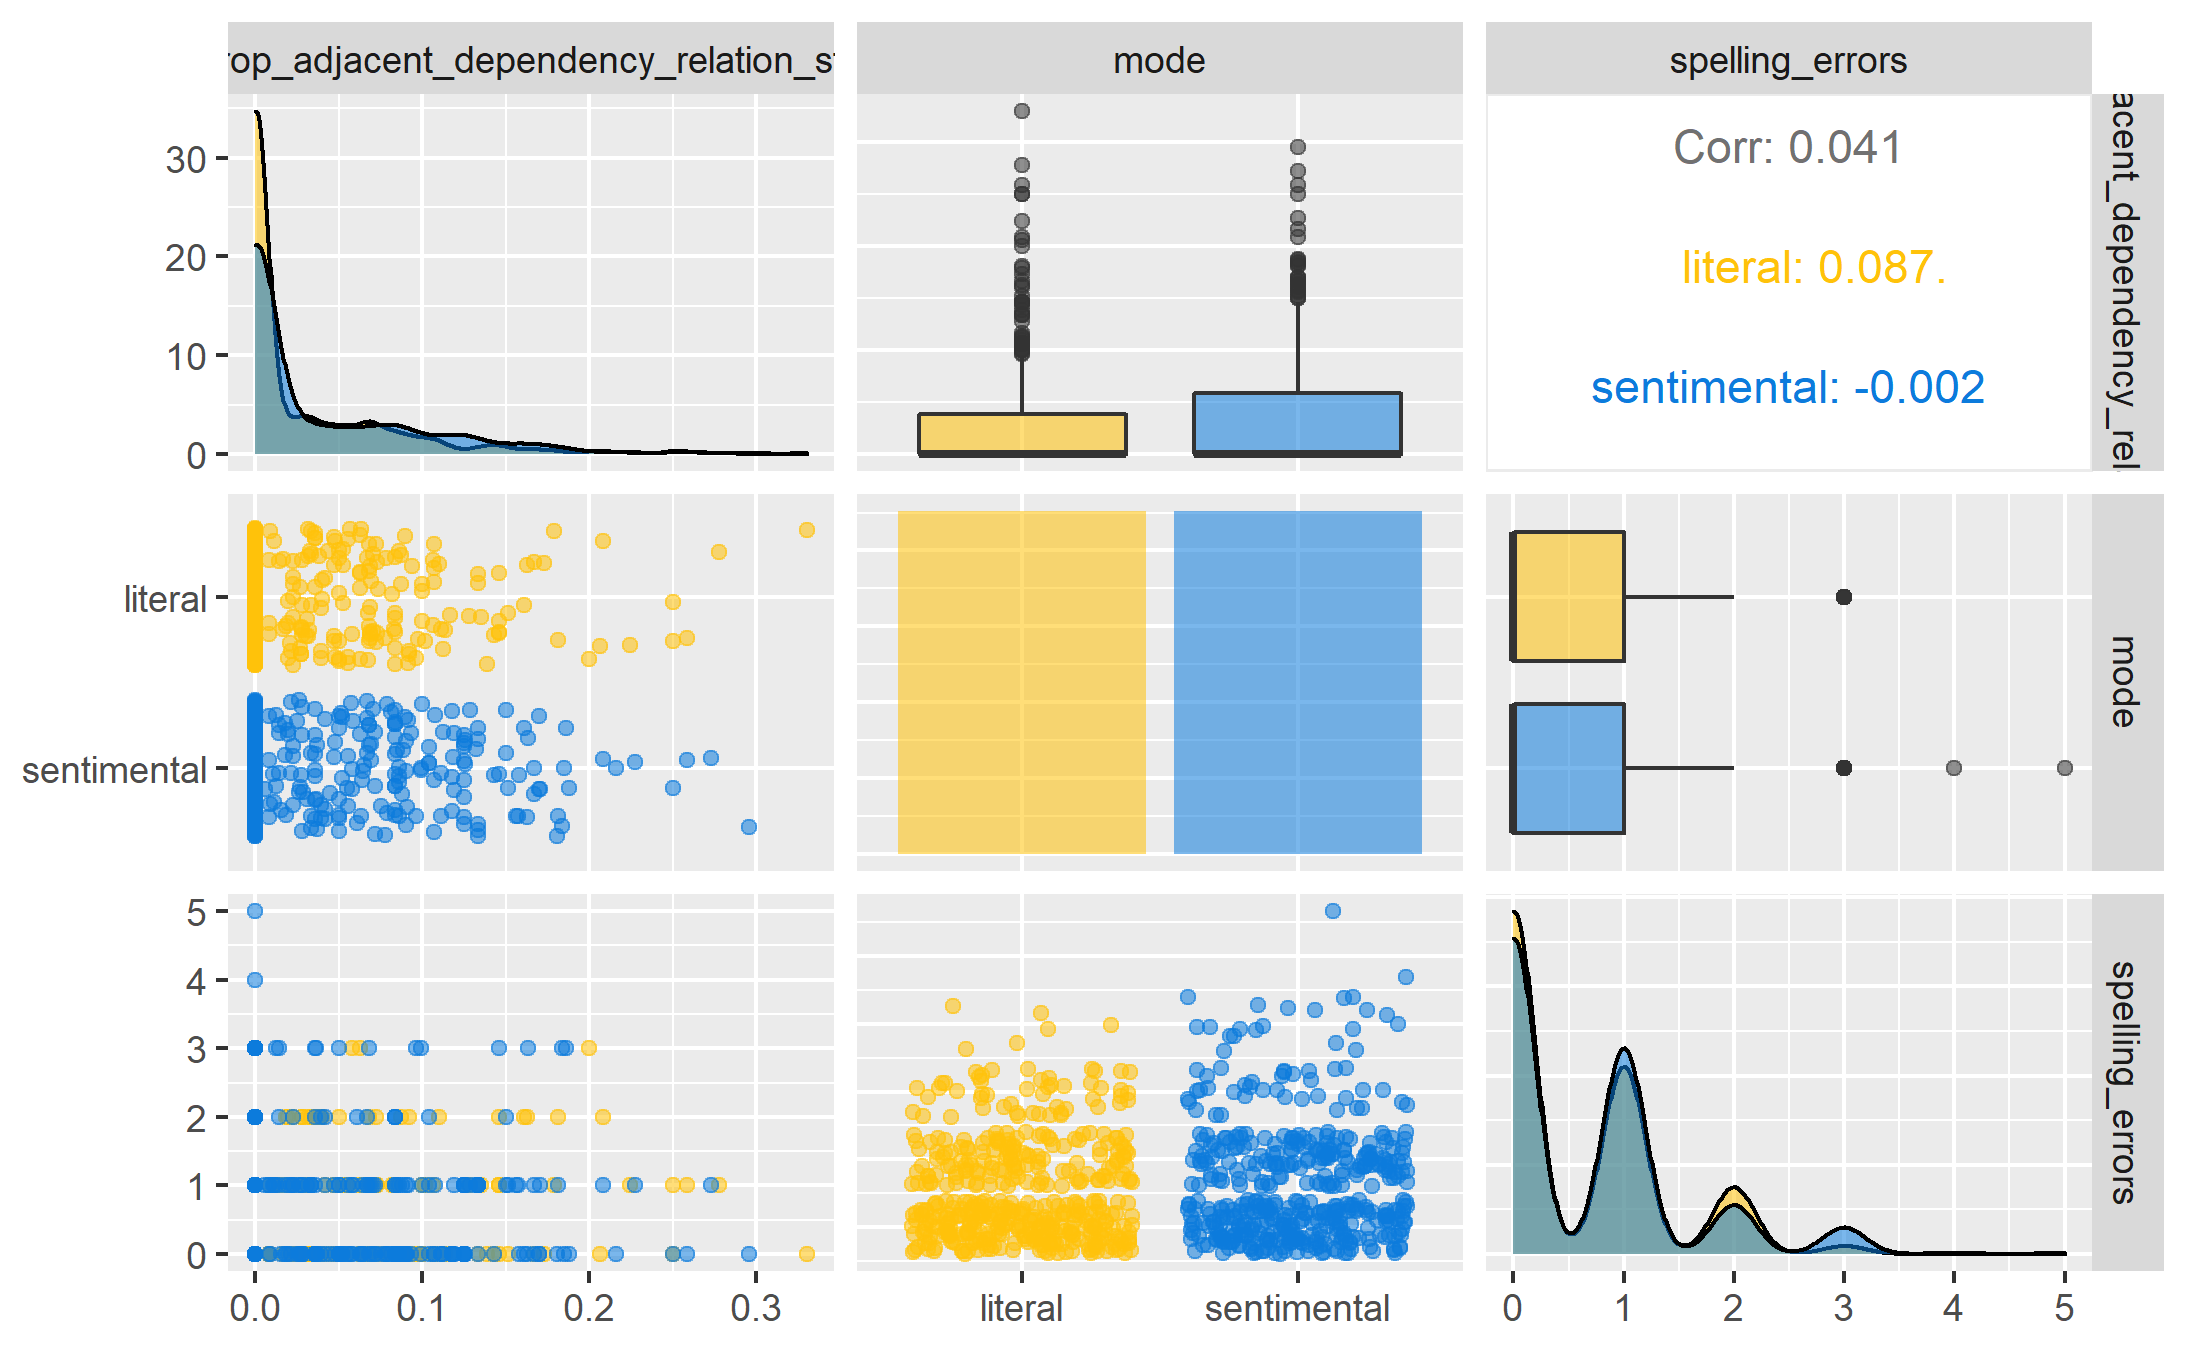 rop_adjacent_dependency_relation_s
mode
spelling_errors
30
20
10
0
Corr: 0.041
literal: 0.087.
sentimental: -0.002
acent_dependency_rel
literal
sentimental
mode
5
4
3
2
1
0
spelling_errors
0.0 0.1 0.2 0.3
literal sentimental
0 1 2 3 4 5